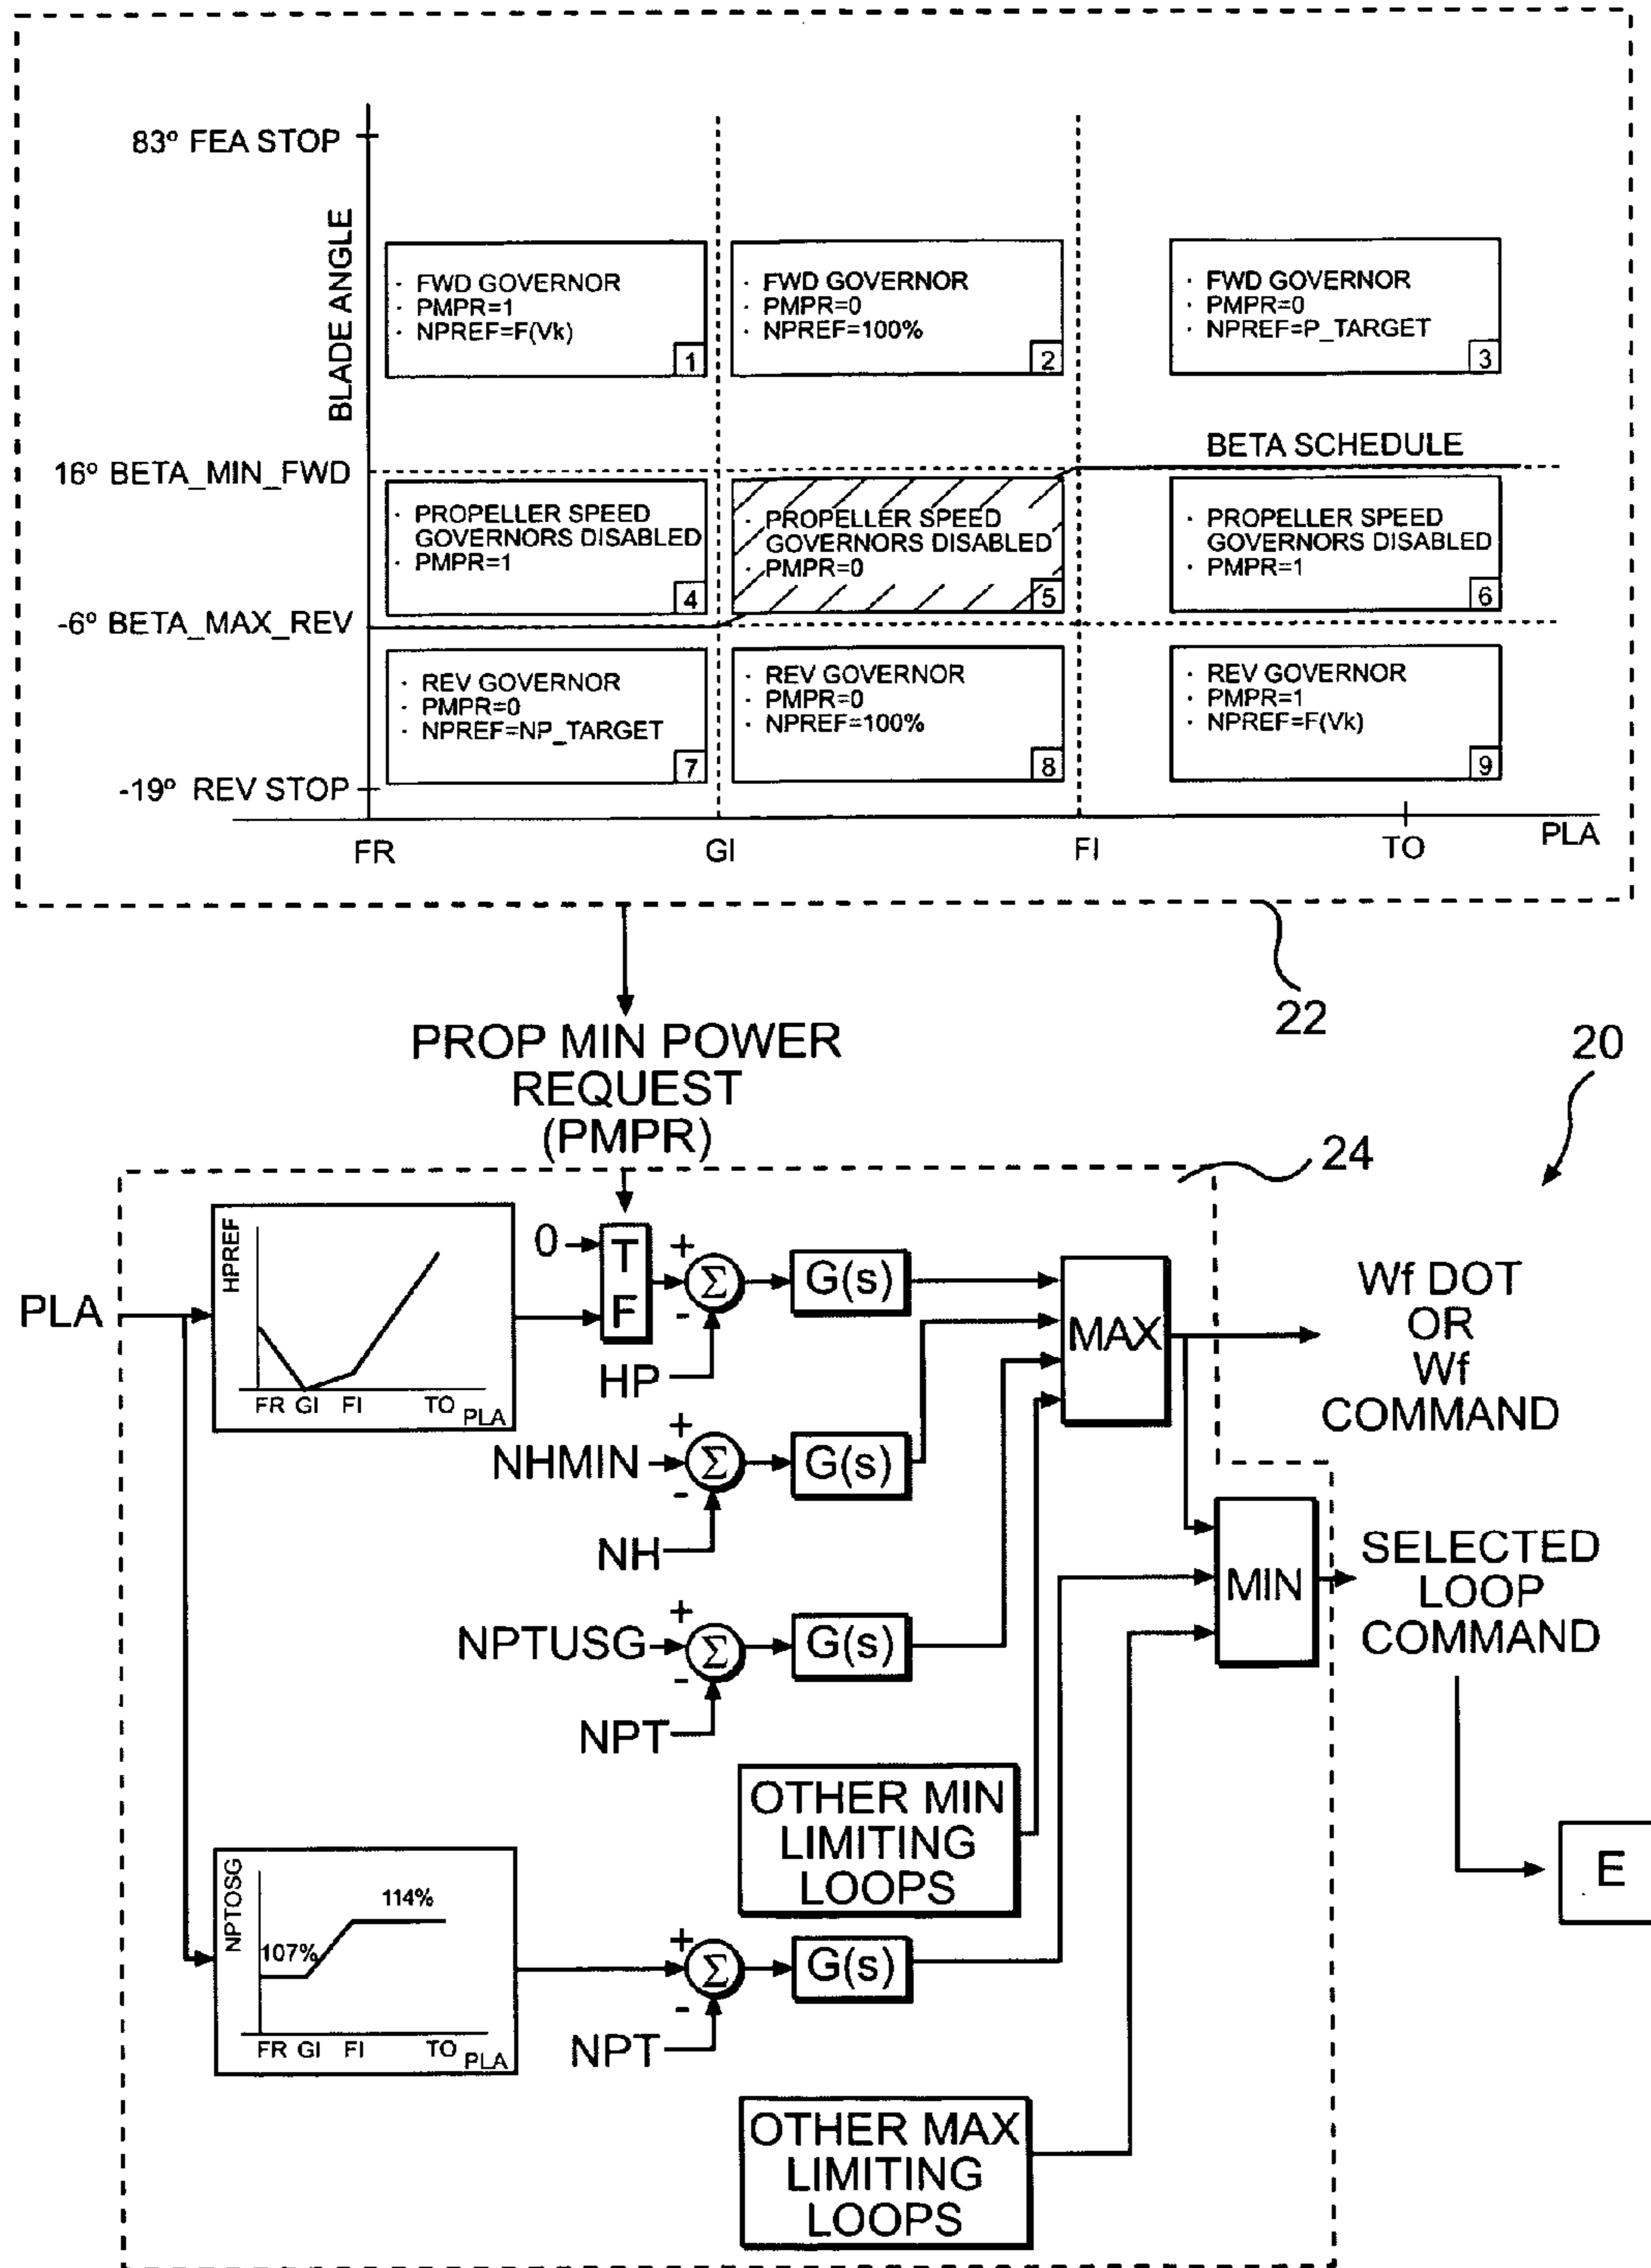 83° FEA STOP
BLADE ANGLE
· FWD GOVERNOR
· PMPR=1
· NPREF=F(Vk)
1
· FWD GOVERNOR
· PMPR=0
· NPREF=100%
2
· FWD GOVERNOR
· PMPR=0
· NPREF=P_TARGET
3
16° BETA_MIN_FWD
BETA SCHEDULE
· PROPELLER SPEED
GOVERNORS DISABLED
· PMPR=1
4
· PROPELLER SPEED
GOVERNORS DISABLED
· PMPR=0
5
· PROPELLER SPEED
GOVERNORS DISABLED
· PMPR=1
6
-6° BETA_MAX_REV
· REV GOVERNOR
· PMPR=0
· NPREF=NP_TARGET
7
· REV GOVERNOR
· PMPR=0
· NPREF=100%
8
· REV GOVERNOR
· PMPR=1
· NPREF=F(Vk)
9
-19° REV STOP
FR GI FI TO PLA
22
PROP MIN POWER
REQUEST
(PMPR)
20
24
PLA
HPREF
FR GI FI TO PLA
0
T
F
+
Σ
-
HP
G(s)
MAX
Wf DOT
OR
Wf
COMMAND
NHMIN
+
Σ
-
NH
G(s)
MIN
SELECTED
LOOP
COMMAND
NPTUSG
+
Σ
-
NPT
G(s)
OTHER MIN
LIMITING
LOOPS
E
NPTOSG
107%
114%
FR GI FI TO PLA
+
Σ
-
NPT
G(s)
OTHER MAX
LIMITING
LOOPS